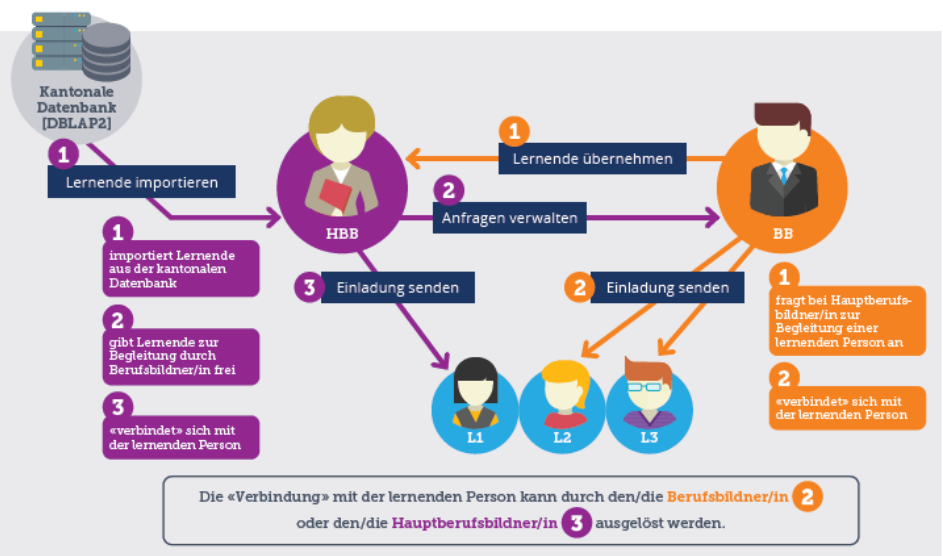 Kantonale
Datenbank
[DBLAP2]
1
Lernende importieren
HBB
1
Lernende übernehmen
2
Anfragen verwalten
BB
1
importiert Lernende
aus der kantonalen
Datenbank
2
gibt Lernende zur
Begleitung durch
Berufsbildner/in frei
3
«verbindet» sich mit
der lernenden Person
3
Einladung senden
2
Einladung senden
1
fragt bei Hauptberufs-
bildner/in zur
Begleitung einer
lernenden Person an
2
«verbindet» sich mit
der lernenden Person
L1
L2
L3
Die «Verbindung» mit der lernenden Person kann durch den/die Berufsbildner/in 2
oder den/die Hauptberufsbildner/in 3 ausgelöst werden.